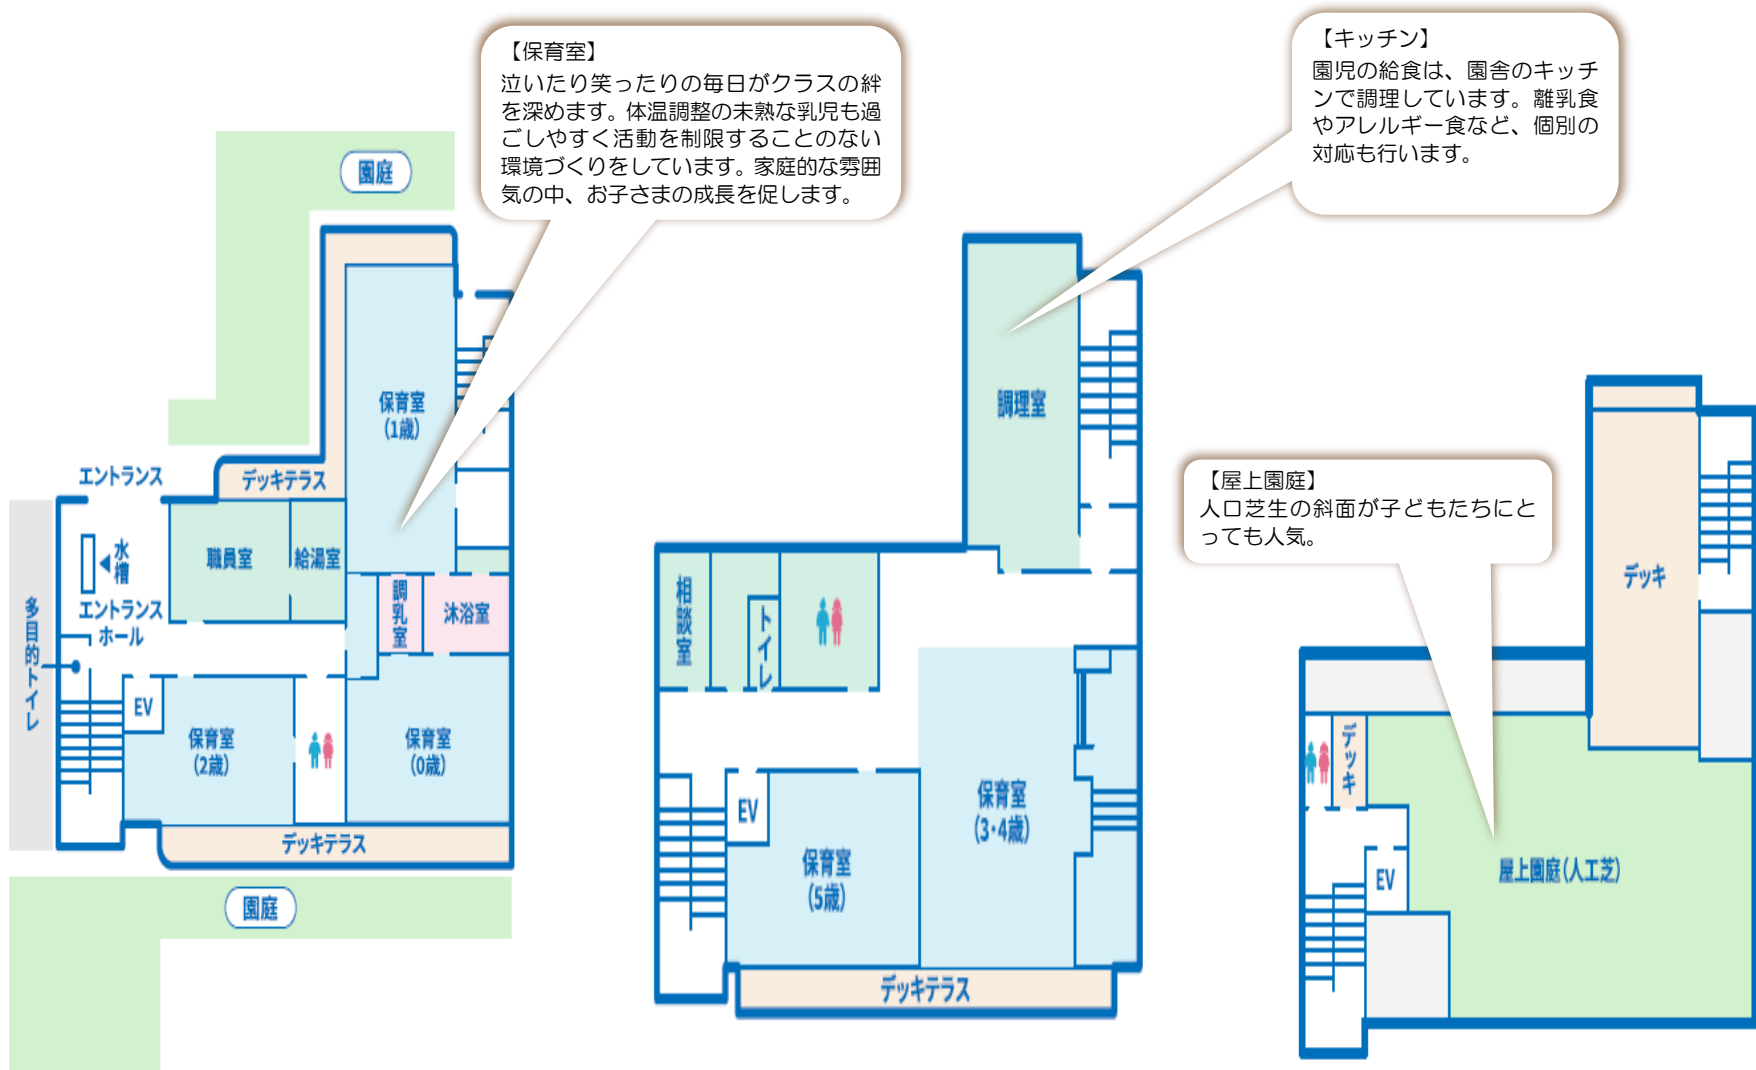 【保育室】
泣いたり笑ったりの毎日がクラスの絆
を深めます。体温調整の未熟な乳児も過
ごしやすく活動を制限することのない
環境づくりをしています。家庭的な雰囲
気の中、お子さまの成長を促します。
【キッチン】
園児の給食は、園舎のキッチ
ンで調理しています。離乳食
やアレルギー食など、個別の
対応も行います。
園庭
保育室
(1歳)
エントランス
デッキテラス
水槽
職員室
給湯室
調乳室
沐浴室
エントランス
ホール
多目的トイレ
EV
保育室
(2歳)
保育室
(0歳)
デッキテラス
園庭
調理室
相談室
トイレ
EV
保育室
(3・4歳)
保育室
(5歳)
デッキテラス
【屋上園庭】
人口芝生の斜面が子どもたちにと
っても人気。
デッキ
デッキ
EV
屋上園庭(人工芝)